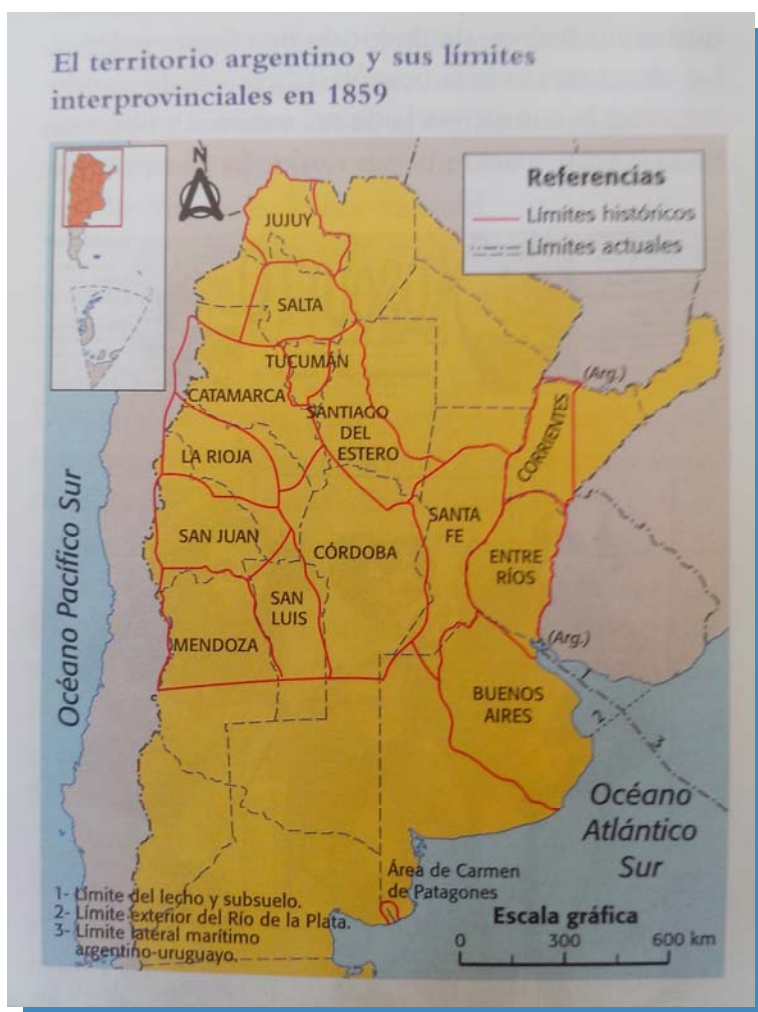 El territorio argentino y sus límites
interprovinciales en 1859
N
Referencias
Límites históricos
Límites actuales
JUJUY
SALTA
TUCUMÁN
CATAMARCA
SANTIAGO
DEL
ESTERO
(Arg.)
CORRIENTES
LA RIOJA
SAN JUAN
CÓRDOBA
SANTA
FE
ENTRE
RÍOS
SAN
LUIS
MENDOZA
(Arg.)
BUENOS
AIRES
1
2
3
Océano Pacífico Sur
Océano
Atlántico
Sur
Área de Carmen
de Patagones
1- Límite del lecho y subsuelo.
2- Límite exterior del Río de la Plata.
3- Límite lateral marítimo
argentino-uruguayo.
Escala gráfica
0 300 600 km